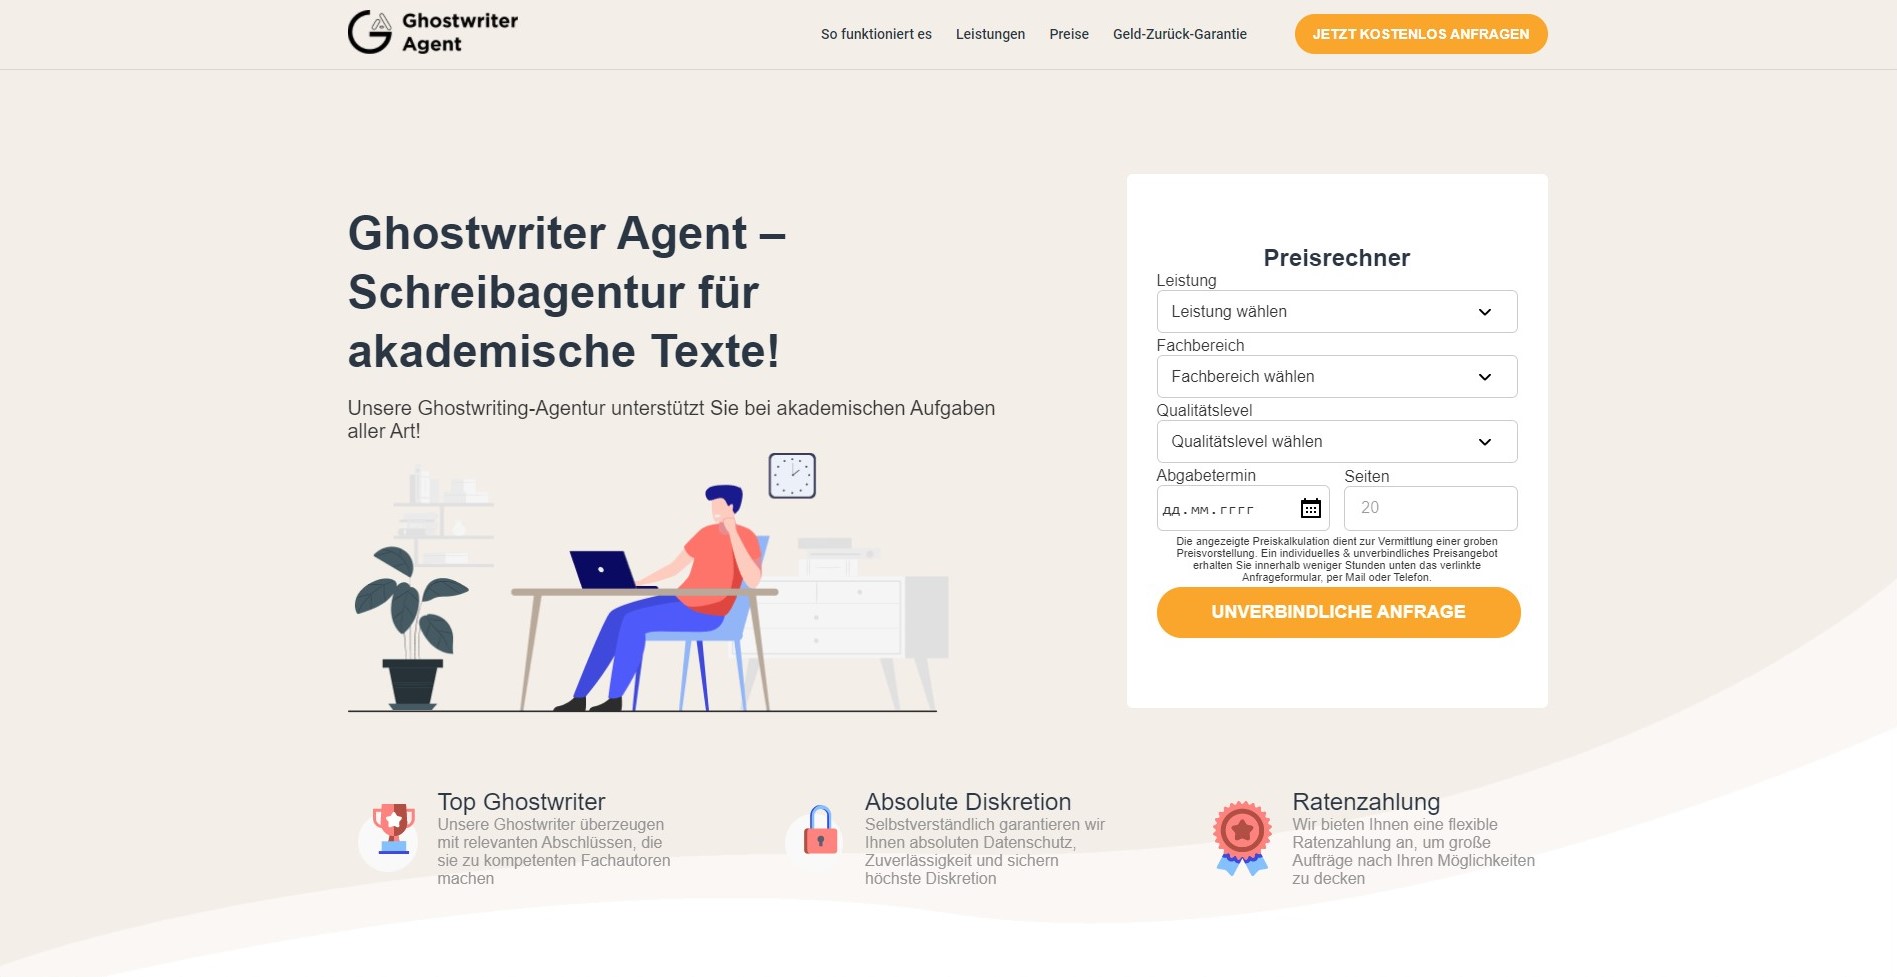 Ghostwriter
Agent
So funktioniert es
Leistungen
Preise
Geld-Zurück-Garantie
JETZT KOSTENLOS ANFRAGEN
Ghostwriter Agent –
Schreibagentur für
akademische Texte!
Unsere Ghostwriting-Agentur unterstützt Sie bei akademischen Aufgaben
aller Art!
Preisrechner
Leistung
Leistung wählen
Fachbereich
Fachbereich wählen
Qualitätslevel
Qualitätslevel wählen
Abgabetermin
дд.мм.гггг
Seiten
20
Die angezeigte Preiskalkulation dient zur Vermittlung einer groben
Preisvorstellung. Ein individuelles & unverbindliches Preisangebot
erhalten Sie innerhalb weniger Stunden unten das verlinkte
Anfrageformular, per Mail oder Telefon.
UNVERBINDLICHE ANFRAGE
Top Ghostwriter
Unsere Ghostwriter überzeugen
mit relevanten Abschlüssen, die
sie zu kompetenten Fachautoren
machen
Absolute Diskretion
Selbstverständlich garantieren wir
Ihnen absoluten Datenschutz,
Zuverlässigkeit und sichern
höchste Diskretion
Ratenzahlung
Wir bieten Ihnen eine flexible
Ratenzahlung an, um große
Aufträge nach Ihren Möglichkeiten
zu decken